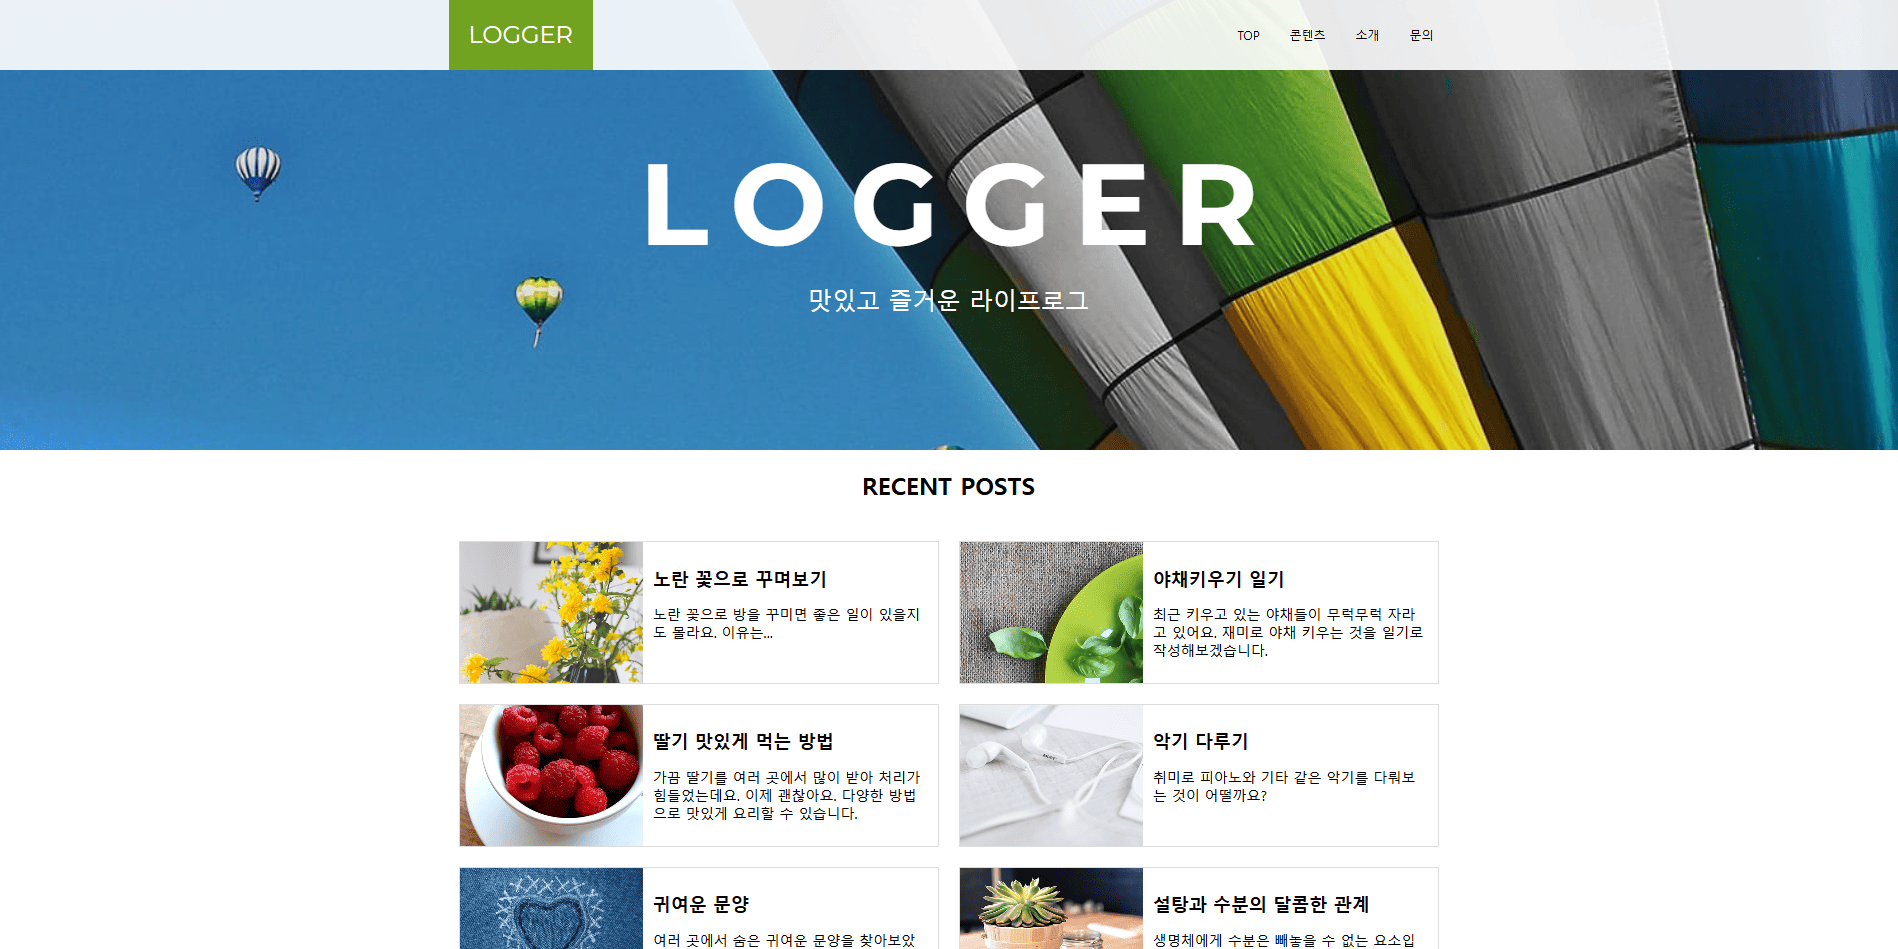 LOGGER
TOP
콘텐츠
소개
문의
LOGGER
맛있고 즐거운 라이프로그
RECENT POSTS
노란 꽃으로 꾸며보기
노란 꽃으로 방을 꾸미면 좋은 일이 있을지
도 몰라요. 이유는...
야채키우기 일기
최근 키우고 있는 야채들이 무럭무럭 자라
고 있어요. 재미로 야채 키우는 것을 일기로
작성해보겠습니다.
딸기 맛있게 먹는 방법
가끔 딸기를 여러 곳에서 많이 받아 처리가
힘들었는데요. 이제 괜찮아요. 다양한 방법
으로 맛있게 요리할 수 있습니다.
악기 다루기
취미로 피아노와 기타 같은 악기를 다뤄보
는 것이 어떨까요?
귀여운 문양
여러 곳에서 숨은 귀여운 문양을 찾아보았
설탕과 수분의 달콤한 관계
생명체에게 수분은 빼놓을 수 없는 요소입